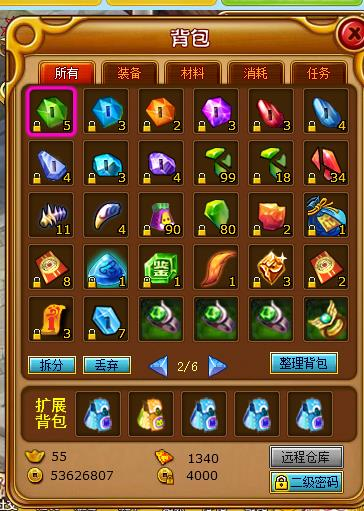 背包
所有 装备 材料 消耗 任务
5 3 2 3 3 4
4 3 4 99 18 34
11 4 90 80 2 1
8 1 1 1 3 2
3 7
拆分 丢弃 2/6 整理背包
扩展背包
55 1340 远程仓库
53626807 4000 二级密码